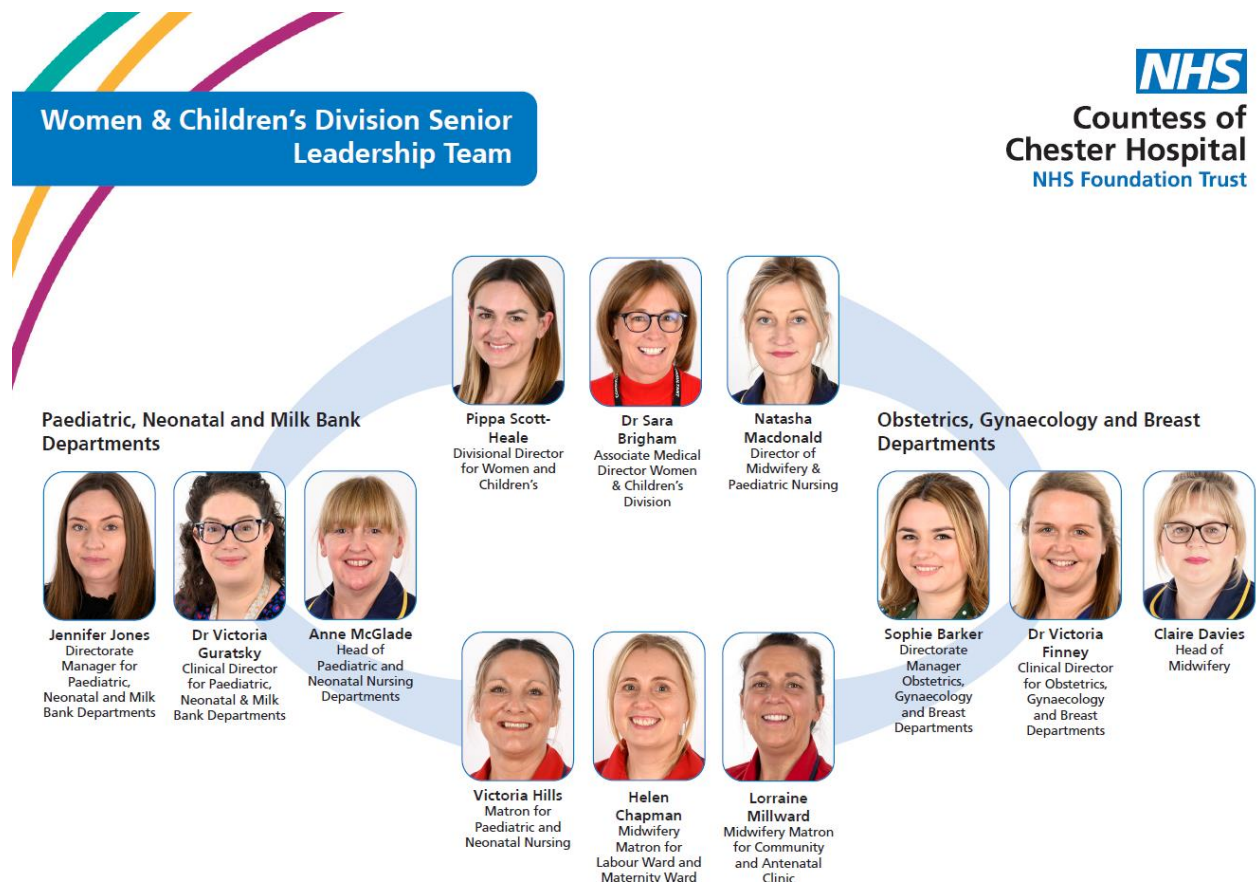 Women & Children's Division Senior
Leadership Team
NHS
Countess of
Chester Hospital
NHS Foundation Trust
Pippa Scott-
Heale
Divisional Director
for Women and
Children's
Dr Sara
Brigham
Associate Medical
Director Women
& Children's
Division
Natasha
Macdonald
Director of
Midwifery &
Paediatric Nursing
Paediatric, Neonatal and Milk Bank
Departments
Jennifer Jones
Directorate
Manager for
Paediatric,
Neonatal and Milk
Bank Departments
Dr Victoria
Guratsky
Clinical Director
for Paediatric,
Neonatal & Milk
Bank Departments
Anne McGlade
Head of
Paediatric and
Neonatal Nursing
Departments
Obstetrics, Gynaecology and Breast
Departments
Sophie Barker
Directorate
Manager
Obstetrics,
Gynaecology
and Breast
Departments
Dr Victoria
Finney
Clinical Director
for Obstetrics,
Gynaecology
and Breast
Departments
Claire Davies
Head of
Midwifery
Victoria Hills
Matron for
Paediatric and
Neonatal Nursing
Helen
Chapman
Midwifery
Matron for
Labour Ward and
Maternity Ward
Lorraine
Millward
Midwifery Matron
for Community
and Antenatal
Clinic